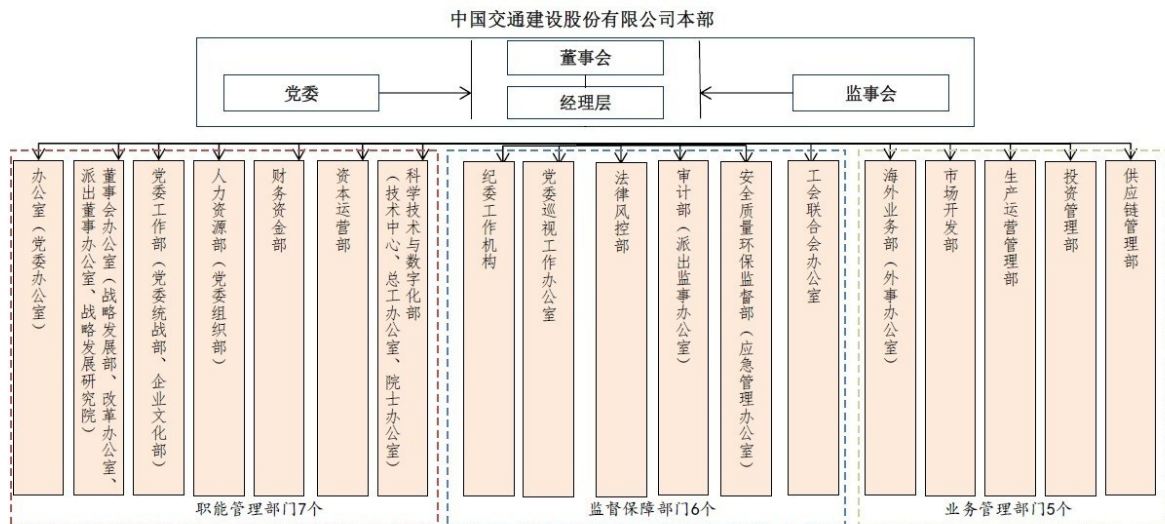 中国交通建设股份有限公司本部
董事会
党委
经理层
监事会
办公室（党委办公室）
董事会办公室（战略发展部、改革办公室、
派出董事办公室、战略发展研究院）
党委工作部（党委统战部、企业文化部）
人力资源部（党委组织部）
财务资金部
资本运营部
科学技术与数字化部
（技术中心、总工办公室、院士办公室）
纪委工作机构
党委巡视工作办公室
法律风控部
审计部（派出监事办公室）
安全质量环保监督部（应急管理办公室）
工会联合会办公室
海外业务部（外事办公室）
市场开发部
生产运营管理部
投资管理部
供应链管理部
职能管理部门7个
监督保障部门6个
业务管理部门5个